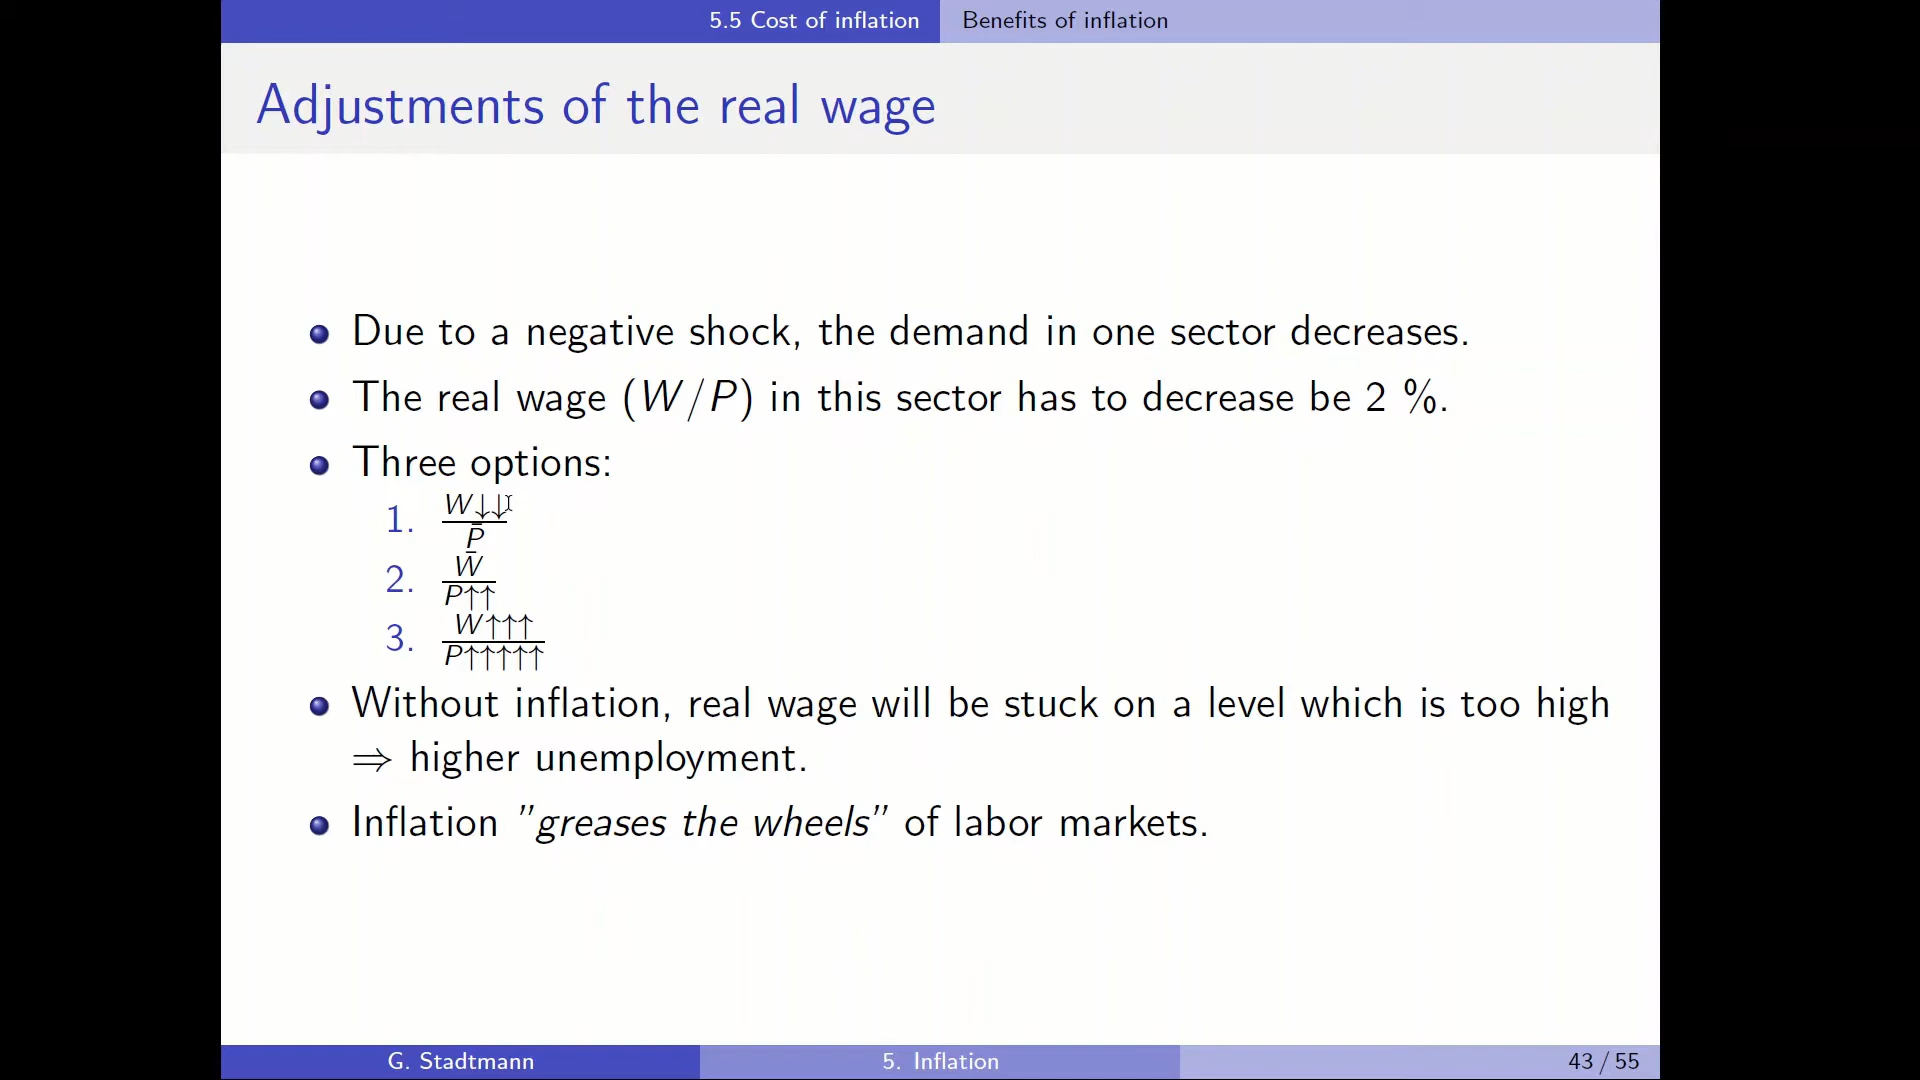 5.5 Cost of inflation Benefits of inflation
Adjustments of the real wage
Due to a negative shock, the demand in one sector decreases.
The real wage (W/P) in this sector has to decrease be 2 %.
Three options:
1. W↓↓ / P̄
2. W̄ / P↑↑
3. W↑↑↑ / P↑↑↑↑↑
Without inflation, real wage will be stuck on a level which is too high
⇒ higher unemployment.
Inflation ”greases the wheels” of labor markets.
G. Stadtmann 5. Inflation 43 / 55